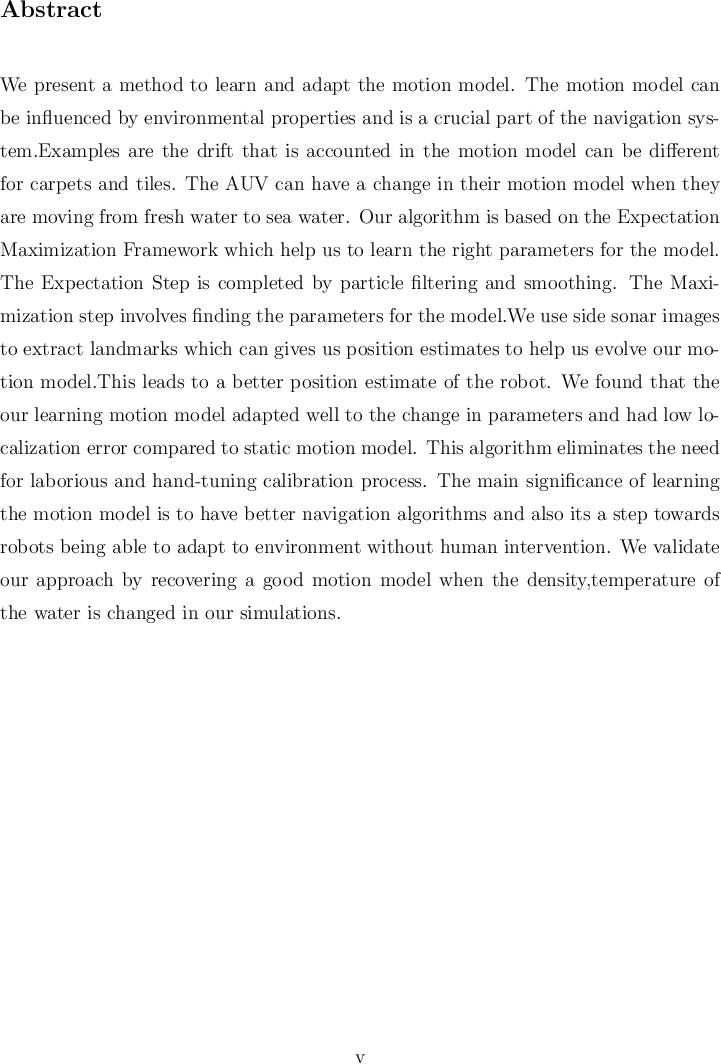 Abstract
We present a method to learn and adapt the motion model. The motion model can
be influenced by environmental properties and is a crucial part of the navigation sys-
tem.Examples are the drift that is accounted in the motion model can be different
for carpets and tiles. The AUV can have a change in their motion model when they
are moving from fresh water to sea water. Our algorithm is based on the Expectation
Maximization Framework which help us to learn the right parameters for the model.
The Expectation Step is completed by particle filtering and smoothing. The Maxi-
mization step involves finding the parameters for the model.We use side sonar images
to extract landmarks which can gives us position estimates to help us evolve our mo-
tion model.This leads to a better position estimate of the robot. We found that the
our learning motion model adapted well to the change in parameters and had low lo-
calization error compared to static motion model. This algorithm eliminates the need
for laborious and hand-tuning calibration process. The main significance of learning
the motion model is to have better navigation algorithms and also its a step towards
robots being able to adapt to environment without human intervention. We validate
our approach by recovering a good motion model when the density,temperature of
the water is changed in our simulations.
v